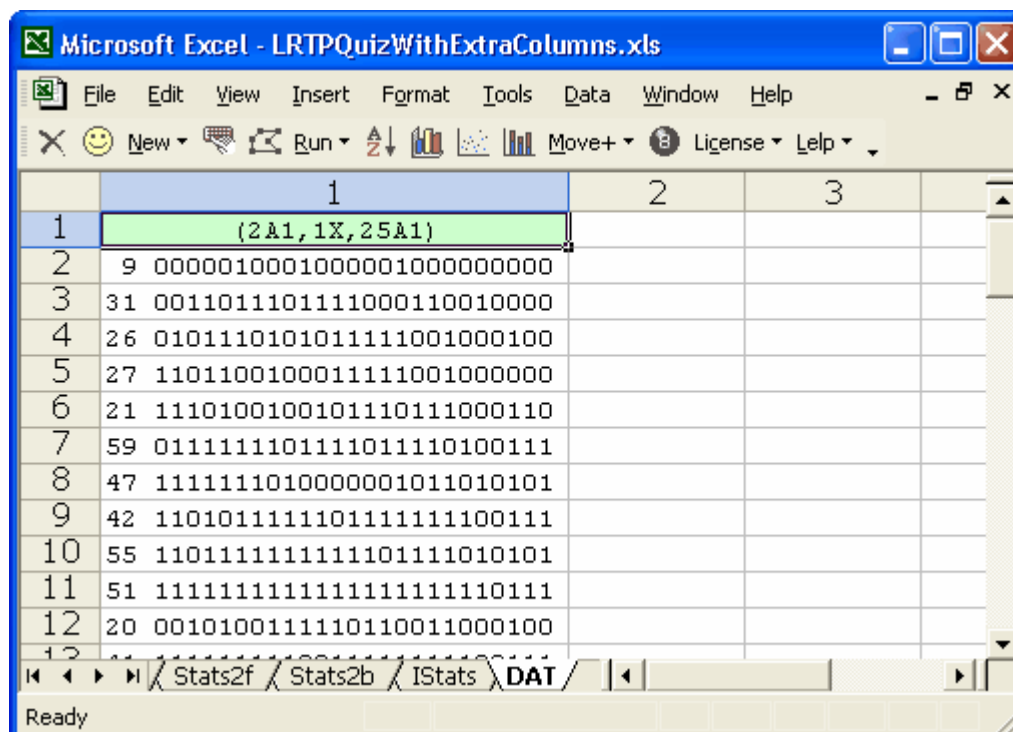 Microsoft Excel - LRTPQuizWithExtraColumns.xls
File Edit View Insert Format Tools Data Window Help
New Run Move+ License Lelp
1 2 3
1 (2A1,1X,25A1)
2 9 0000010001000001000000000
3 31 0011011101111000110010000
4 26 0101110101011111001000100
5 27 1101100100011111001000000
6 21 1110100100101110111000110
7 59 0111111101111011110100111
8 47 1111111010000001011010101
9 42 1101011111101111111100111
10 55 1101111111111101111010101
11 51 1111111111111111111110111
12 20 0010100111110110011000100
13
Stats2f Stats2b IStats DAT
Ready